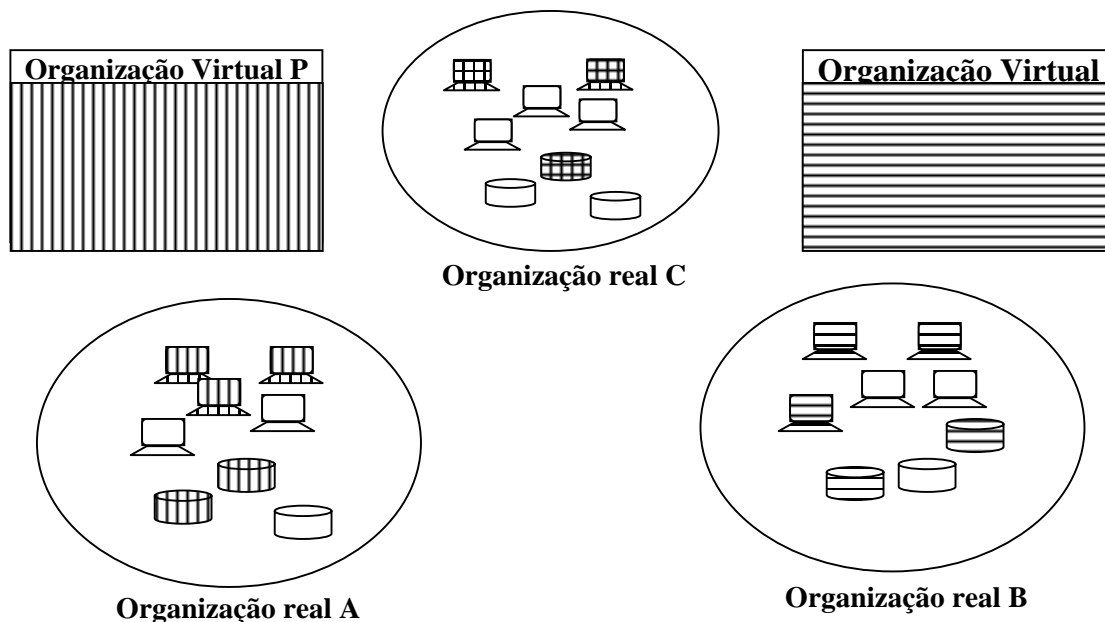 Organização Virtual P
Organização Virtual
Organização real C
Organização real A
Organização real B